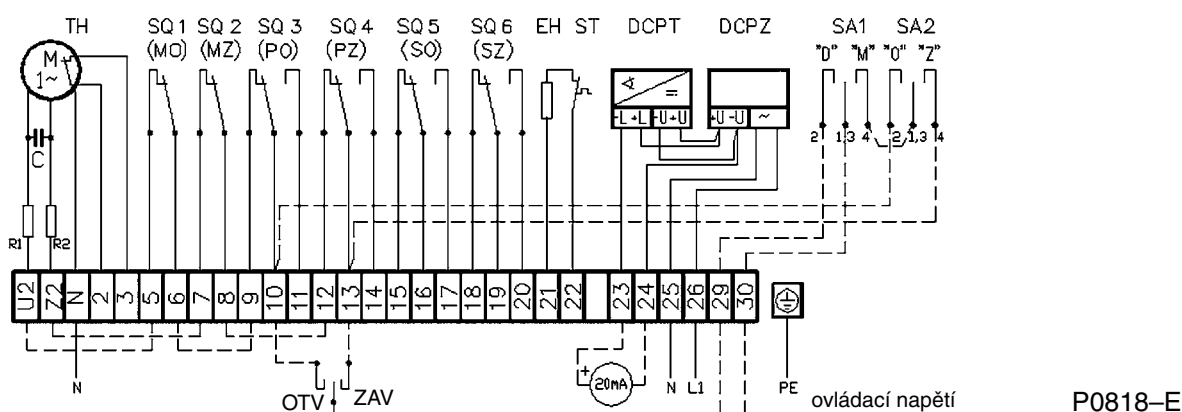 TH SQ 1 SQ 2 SQ 3 SQ 4 SQ 5 SQ 6 EH ST DCPT DCPZ SA1 SA2
(MO) (MZ) (PO) (PZ) (SO) (SZ) "D" "M" "O" "Z"
M
1~
=
-L +L -U +U +U -U ~
C
2 1,3 4 2 1,3 4
R1 R2
U2 Z2 N 2 3 5 6 7 8 9 10 11 12 13 14 15 16 17 18 19 20 21 22 23 24 25 26 29 30
+
20mA
N OTV ZAV N L1 PE ovládací napětí P0818–E